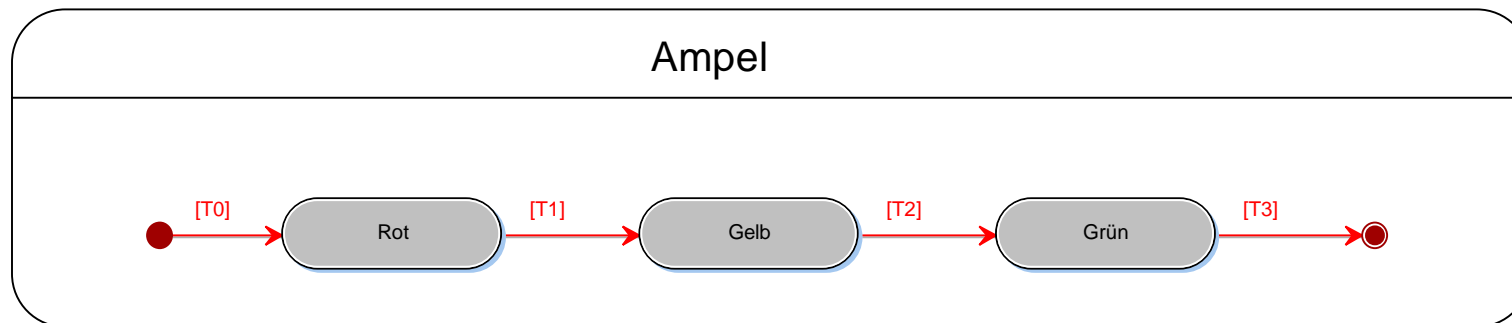 Ampel
[T0]
[T1]
[T2]
[T3]
Rot
Gelb
Grün